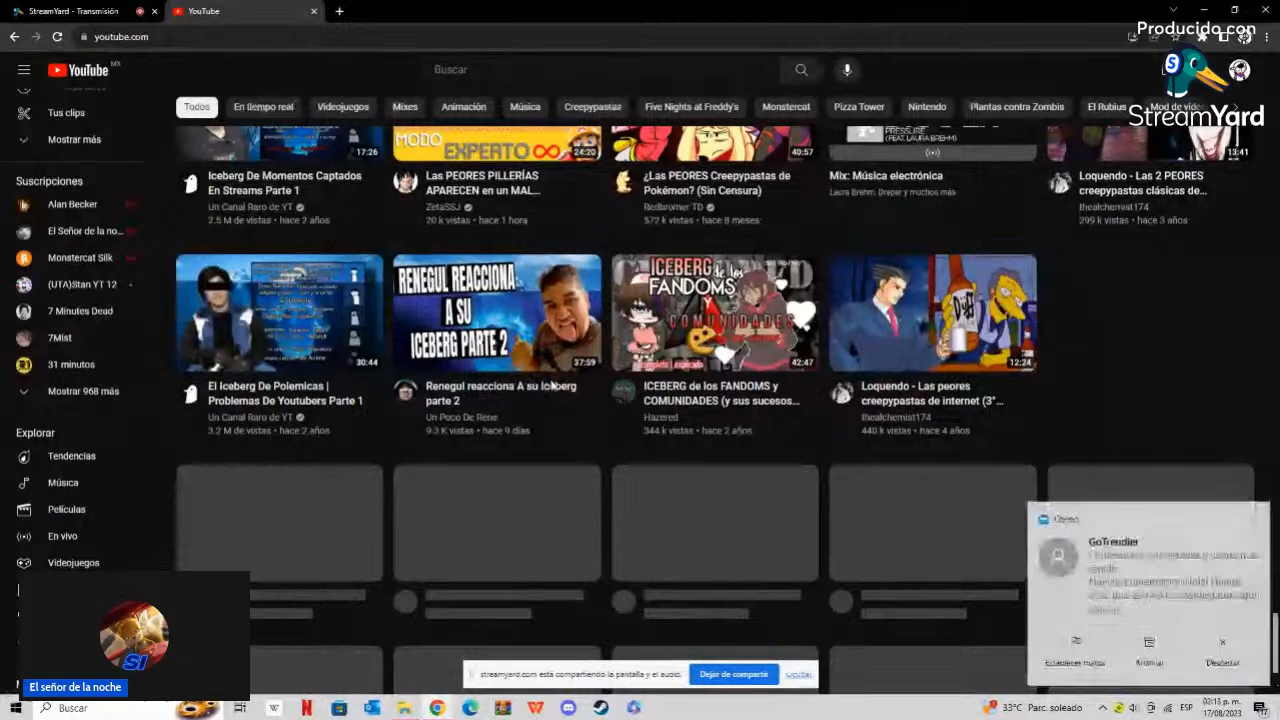 StreamYard - Transmisión
YouTube
youtube.com
Producido con
StreamYard
YouTube MX
Buscar
Tus clips
Mostrar más
Suscripciones
Alan Becker
El Señor de la no...
Monstercat Silk
(UTA)Stan YT 12
7 Minutes Dead
7Mist
31 minutos
Mostrar 968 más
Explorar
Tendencias
Música
Películas
En vivo
Videojuegos
Todos
En tiempo real
Videojuegos
Mixes
Animación
Música
Creepypastas
Five Nights at Freddy's
Monstercat
Pizza Tower
Nintendo
Plantas contra Zombis
El Rubius
17:26
Iceberg De Momentos Captados
En Streams Parte 1
Un Canal Raro de YT
2.5 M de vistas • hace 2 años
MODO
EXPERTO ∞
24:20
Las PEORES PILLERÍAS
APARECEN en un MAL...
ZetaSSJ
20 k vistas • hace 1 hora
40:57
¿Las PEORES Creepypastas de
Pokémon? (Sin Censura)
Redbromer TD
572 k vistas • hace 8 meses
PRESSURE
(FEAT. LAURA BREHM)
Mix: Música electrónica
Laura Brehm, Dreper y muchos más
13:41
Loquendo - Las 2 PEORES
creepypastas clásicas de...
thealchemist174
299 k vistas • hace 3 años
30:44
El Iceberg De Polemicas |
Problemas De Youtubers Parte 1
Un Canal Raro de YT
3.2 M de vistas • hace 2 años
RENEGUL REACCIONA
A SU
ICEBERG PARTE 2
37:59
Renegul reacciona A su Iceberg
parte 2
Un Poco De Rene
9.3 K vistas • hace 9 días
ICEBERG de los
FANDOMS
Y
COMUNIDADES
42:47
ICEBERG de los FANDOMS y
COMUNIDADES (y sus sucesos...
Hazered
344 k vistas • hace 2 años
12:24
Loquendo - Las peores
creepypastas de internet (3°...
thealchemist174
440 k vistas • hace 4 años
Correo
GoTrendier
Archivar
Descartar
SI
El señor de la noche
streamyard.com está compartiendo la pantalla y el audio.
Dejar de compartir
Ocultar
Buscar
33°C Parc. soleado
ESP
02:13 p. m.
17/08/2023